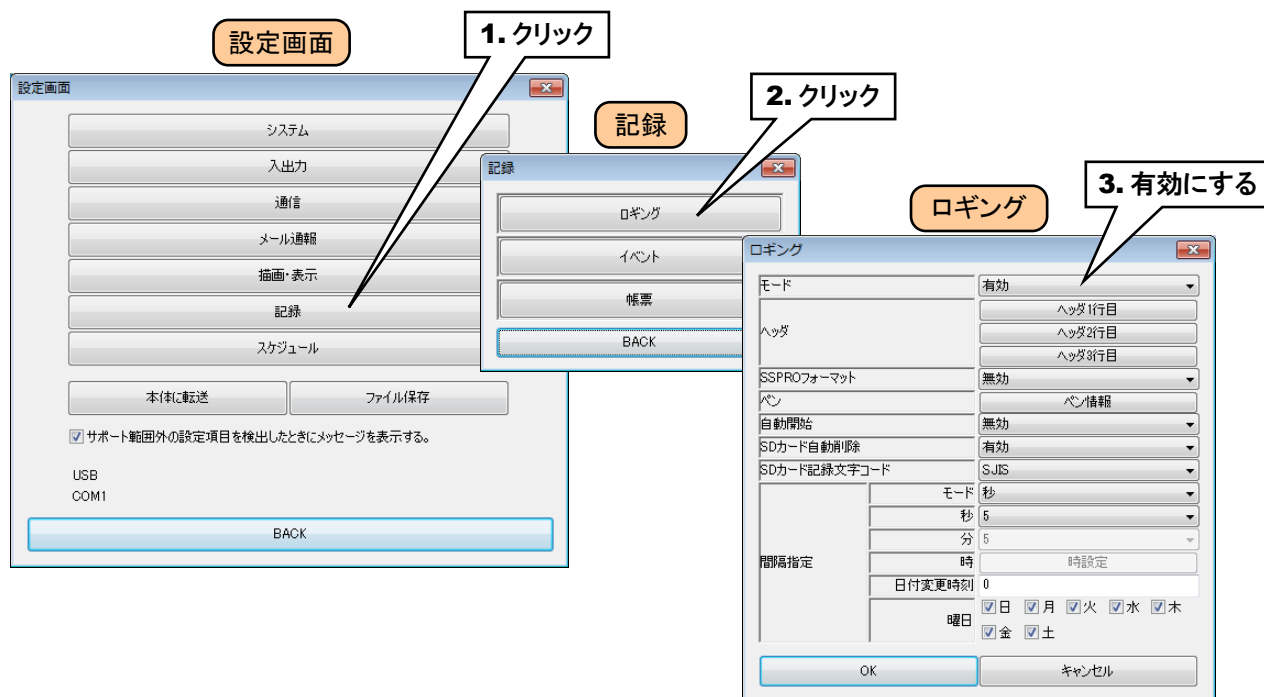 設定画面
1. クリック
設定画面
システム
入出力
通信
メール通報
描画・表示
記録
スケジュール
本体に転送
ファイル保存
サポート範囲外の設定項目を検出したときにメッセージを表示する。
USB
COM1
BACK
記録
2. クリック
記録
ロギング
イベント
帳票
BACK
ロギング
3. 有効にする
ロギング
モード 有効
ヘッダ
ヘッダ1行目
ヘッダ2行目
ヘッダ3行目
SSPROフォーマット 無効
ペン ペン情報
自動開始 無効
SDカード自動削除 有効
SDカード記録文字コード SJIS
間隔指定
モード 秒
秒 5
分 5
時 時設定
日付変更時刻 0
曜日
日 月 火 水 木
金 土
OK キャンセル